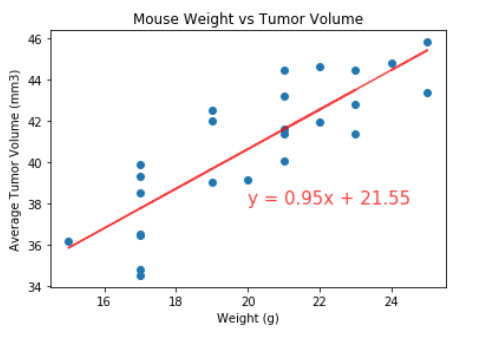 Mouse Weight vs Tumor Volume
46
44
42
40
38
36
34
Average Tumor Volume (mm3)
y = 0.95x + 21.55
16 18 20 22 24
Weight (g)